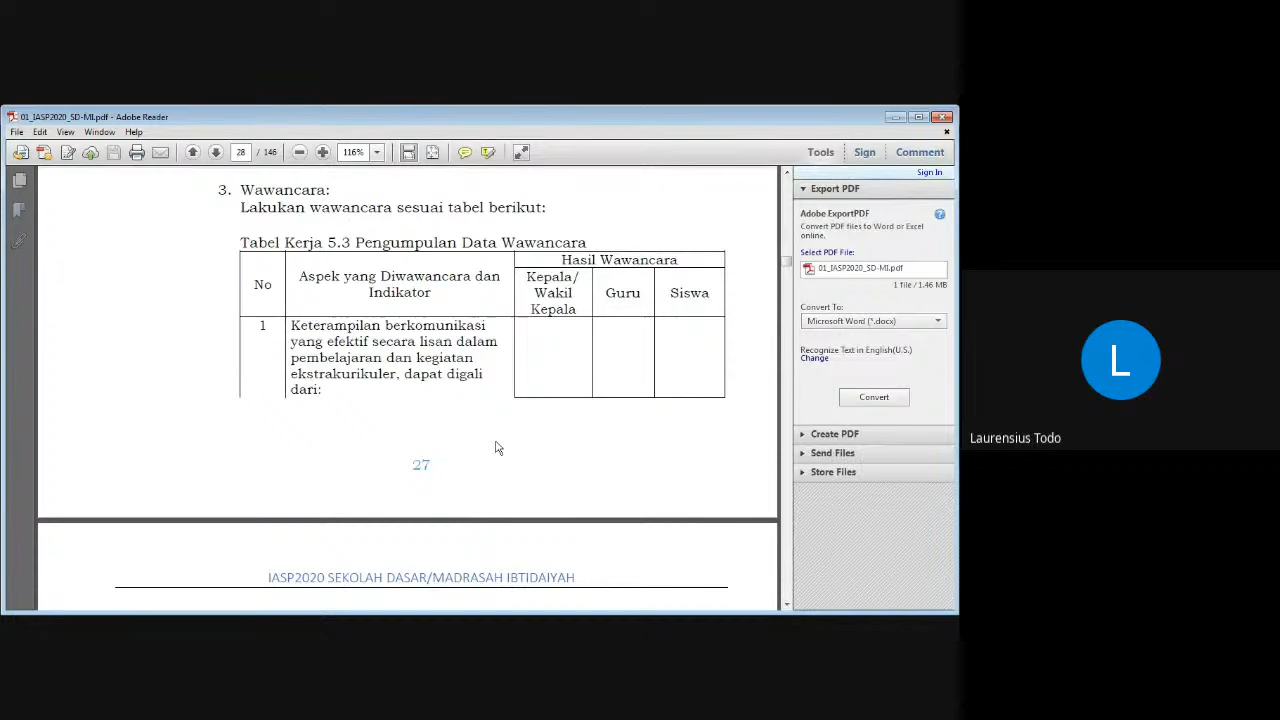 01_IASP2020_SD-MI.pdf - Adobe Reader
File Edit View Window Help
28 / 146 116% Tools Sign Comment
Sign In
3. Wawancara:
Lakukan wawancara sesuai tabel berikut:
Tabel Kerja 5.3 Pengumpulan Data Wawancara
No
Aspek yang Diwawancara dan
Indikator
Hasil Wawancara
Kepala/
Wakil
Kepala
Guru
Siswa
1
Keterampilan berkomunikasi
yang efektif secara lisan dalam
pembelajaran dan kegiatan
ekstrakurikuler, dapat digali
dari:
27
IASP2020 SEKOLAH DASAR/MADRASAH IBTIDAIYAH
Export PDF
Adobe ExportPDF
Convert PDF files to Word or Excel
online.
Select PDF File:
01_IASP2020_SD-MI.pdf
1 file / 1.46 MB
Convert To:
Microsoft Word (*.docx)
Recognize Text in English(U.S.)
Change
Convert
Create PDF
Send Files
Store Files
L
Laurensius Todo